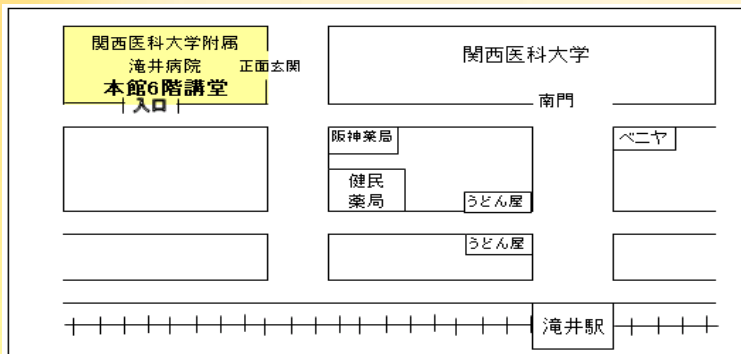 関西医科大学附属
滝井病院
正面玄関
本館6階講堂
入口
関西医科大学
南門
阪神薬局
健民
薬局
うどん屋
ベニヤ
うどん屋
滝井駅